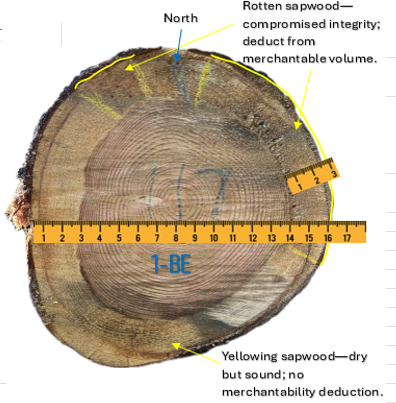 North
Rotten sapwood—
compromised integrity;
deduct from
merchantable volume.
117
1 2 3
1 2 3 4 5 6 7 8 9 10 11 12 13 14 15 16 17
1-BE
Yellowing sapwood—dry
but sound; no
merchantability deduction.